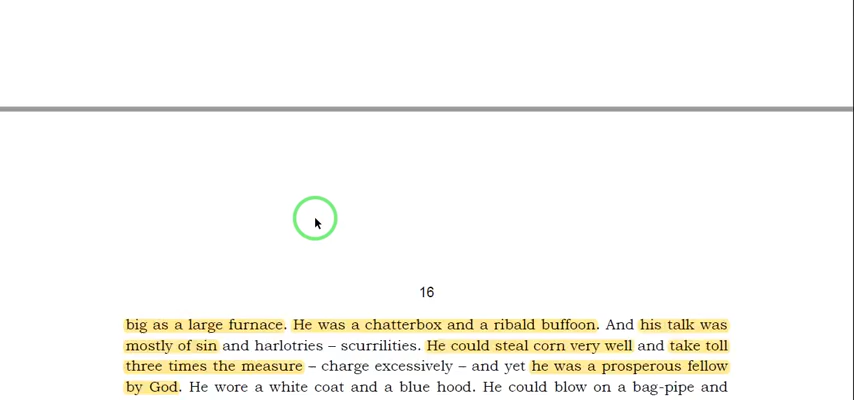 16
big as a large furnace. He was a chatterbox and a ribald buffoon. And his talk was
mostly of sin and harlotries – scurrilities. He could steal corn very well and take toll
three times the measure – charge excessively – and yet he was a prosperous fellow
by God. He wore a white coat and a blue hood. He could blow on a bag-pipe and